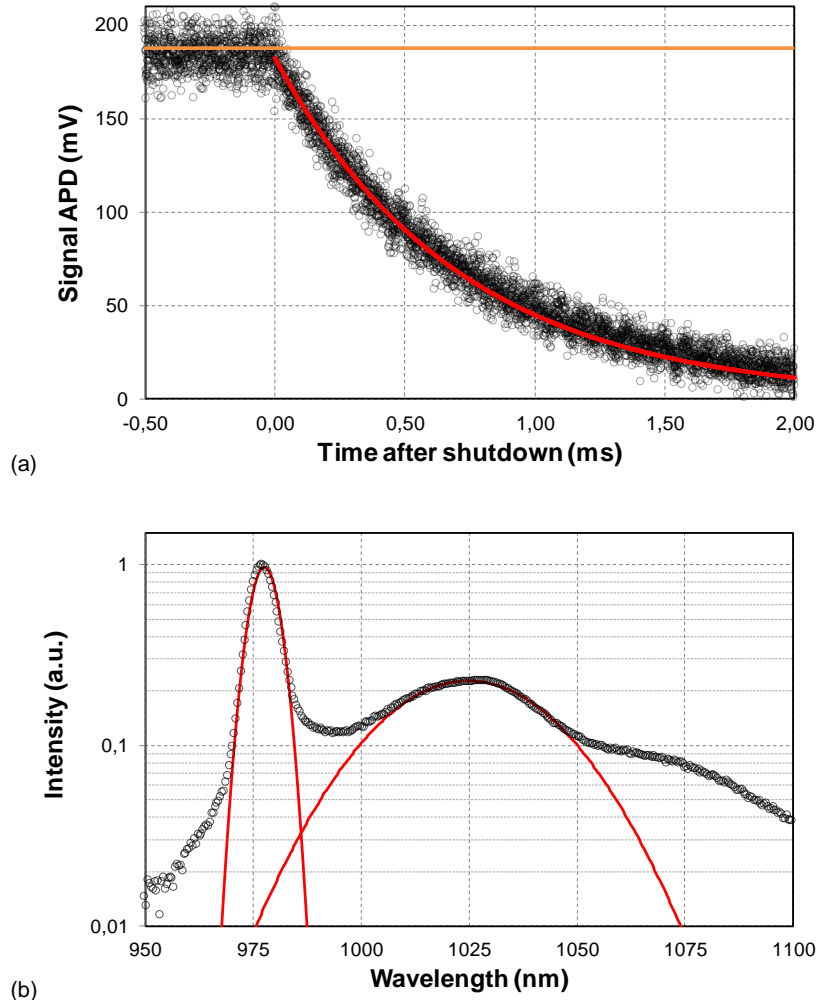 200
150
100
50
0
Signal APD (mV)
-0,50 0,00 0,50 1,00 1,50 2,00
Time after shutdown (ms)
(a)
1
0,1
0,01
Intensity (a.u.)
950 975 1000 1025 1050 1075 1100
Wavelength (nm)
(b)